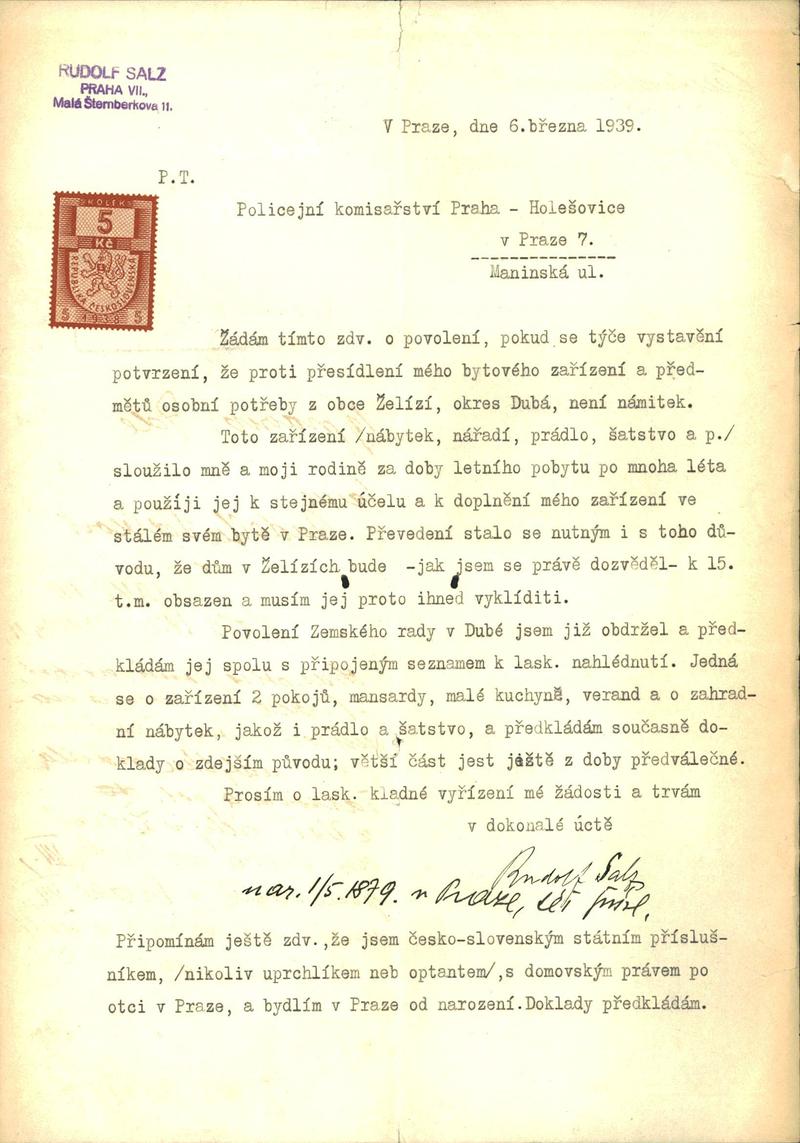 RUDOLF SALZ
PRAHA VII.,
Malá Šternberkova 11.
V Praze, dne 6.března 1939.
P.T.
KOLEK
5
Kč
REPUBLIKA ČESKOSLOVENSKÁ
5 1938 5
Policejní komisařství Praha - Holešovice
v Praze 7.
Maninská ul.
Žádám tímto zdv. o povolení, pokud se týče vystavění
potvrzení, že proti přesídlení mého bytového zařízení a před-
mětů osobní potřeby z obce Želízí, okres Dubá, není námitek.
Toto zařízení /nábytek, nářadí, prádlo, šatstvo a p./
sloužilo mně a moji rodině za doby letního pobytu po mnoha léta
a použíji jej k stejnému účelu a k doplnění mého zařízení ve
stálém svém bytě v Praze. Převedení stalo se nutným i s toho dů-
vodu, že dům v Želízích bude -jak jsem se právě dozvěděl- k 15.
t.m. obsazen a musím jej proto ihned vyklíditi.
Povolení Zemského rady v Dubé jsem již obdržel a před-
kládám jej spolu s připojeným seznamem k lask. nahlédnutí. Jedná
se o zařízení 2 pokojů, mansardy, malé kuchyně, verand a o zahrad-
ní nábytek, jakož i prádlo a šatstvo, a předkládám současně do-
klady o zdejším původu; větší část jest ještě z doby předválečné.
Prosím o lask. kladné vyřízení mé žádosti a trvám
v dokonalé úctě
Rudolf Salz
nar. 1/5. 1879. v Praze,
Připomínám ještě zdv.,že jsem česko-slovenským státním přísluš-
níkem, /nikoliv uprchlíkem neb optantem/,s domovským právem po
otci v Praze, a bydlím v Praze od narození.Doklady předkládám.